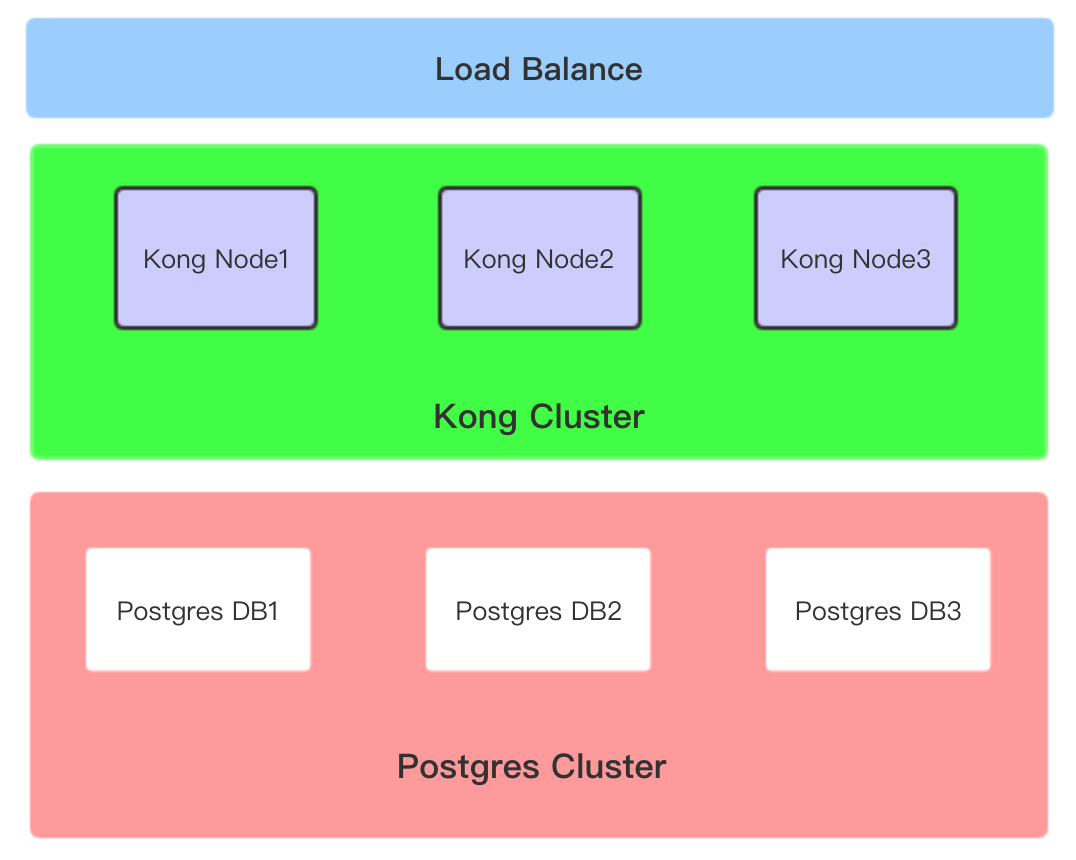 Load Balance
Kong Node1
Kong Node2
Kong Node3
Kong Cluster
Postgres DB1
Postgres DB2
Postgres DB3
Postgres Cluster